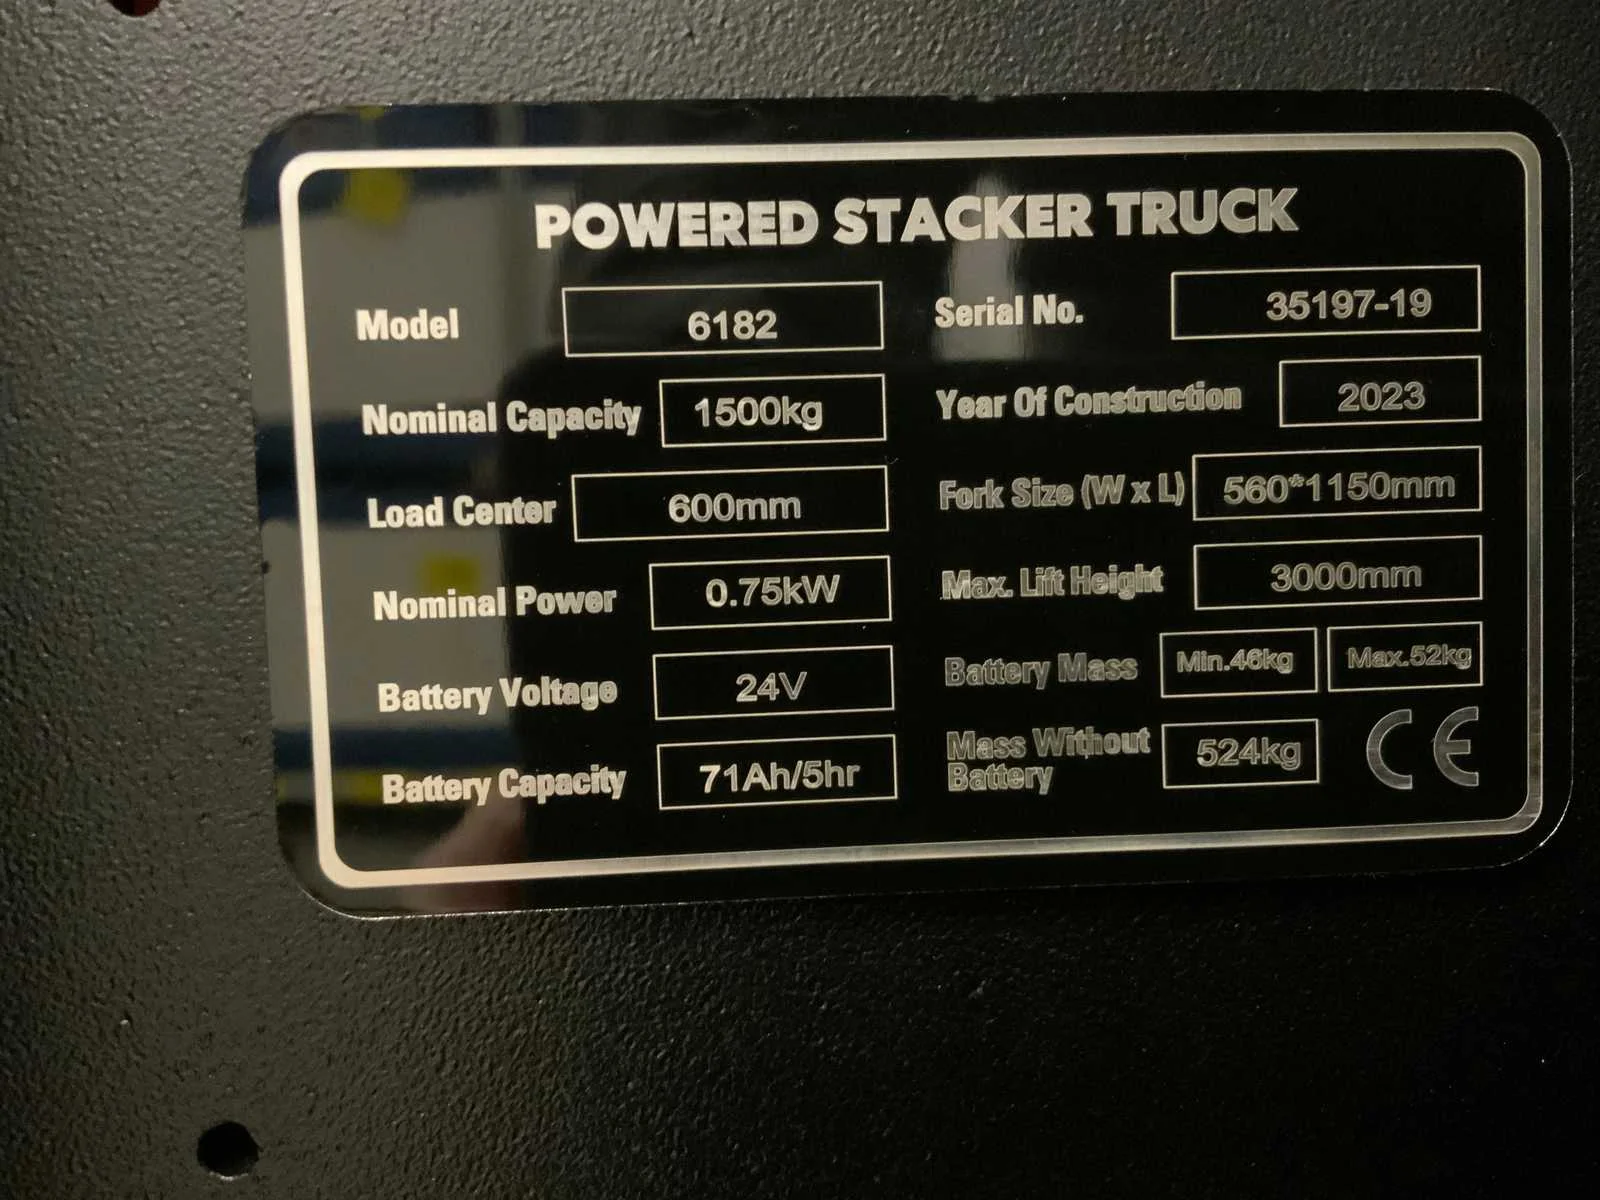 POWERED STACKER TRUCK
Model 6182
Serial No. 35197-19
Nominal Capacity 1500kg
Year Of Construction 2023
Load Center 600mm
Fork Size (W x L) 560*1150mm
Nominal Power 0.75kW
Max. Lift Height 3000mm
Battery Voltage 24V
Battery Mass Min.46kg Max.52kg
Battery Capacity 71Ah/5hr
Mass Without
Battery 524kg
CE